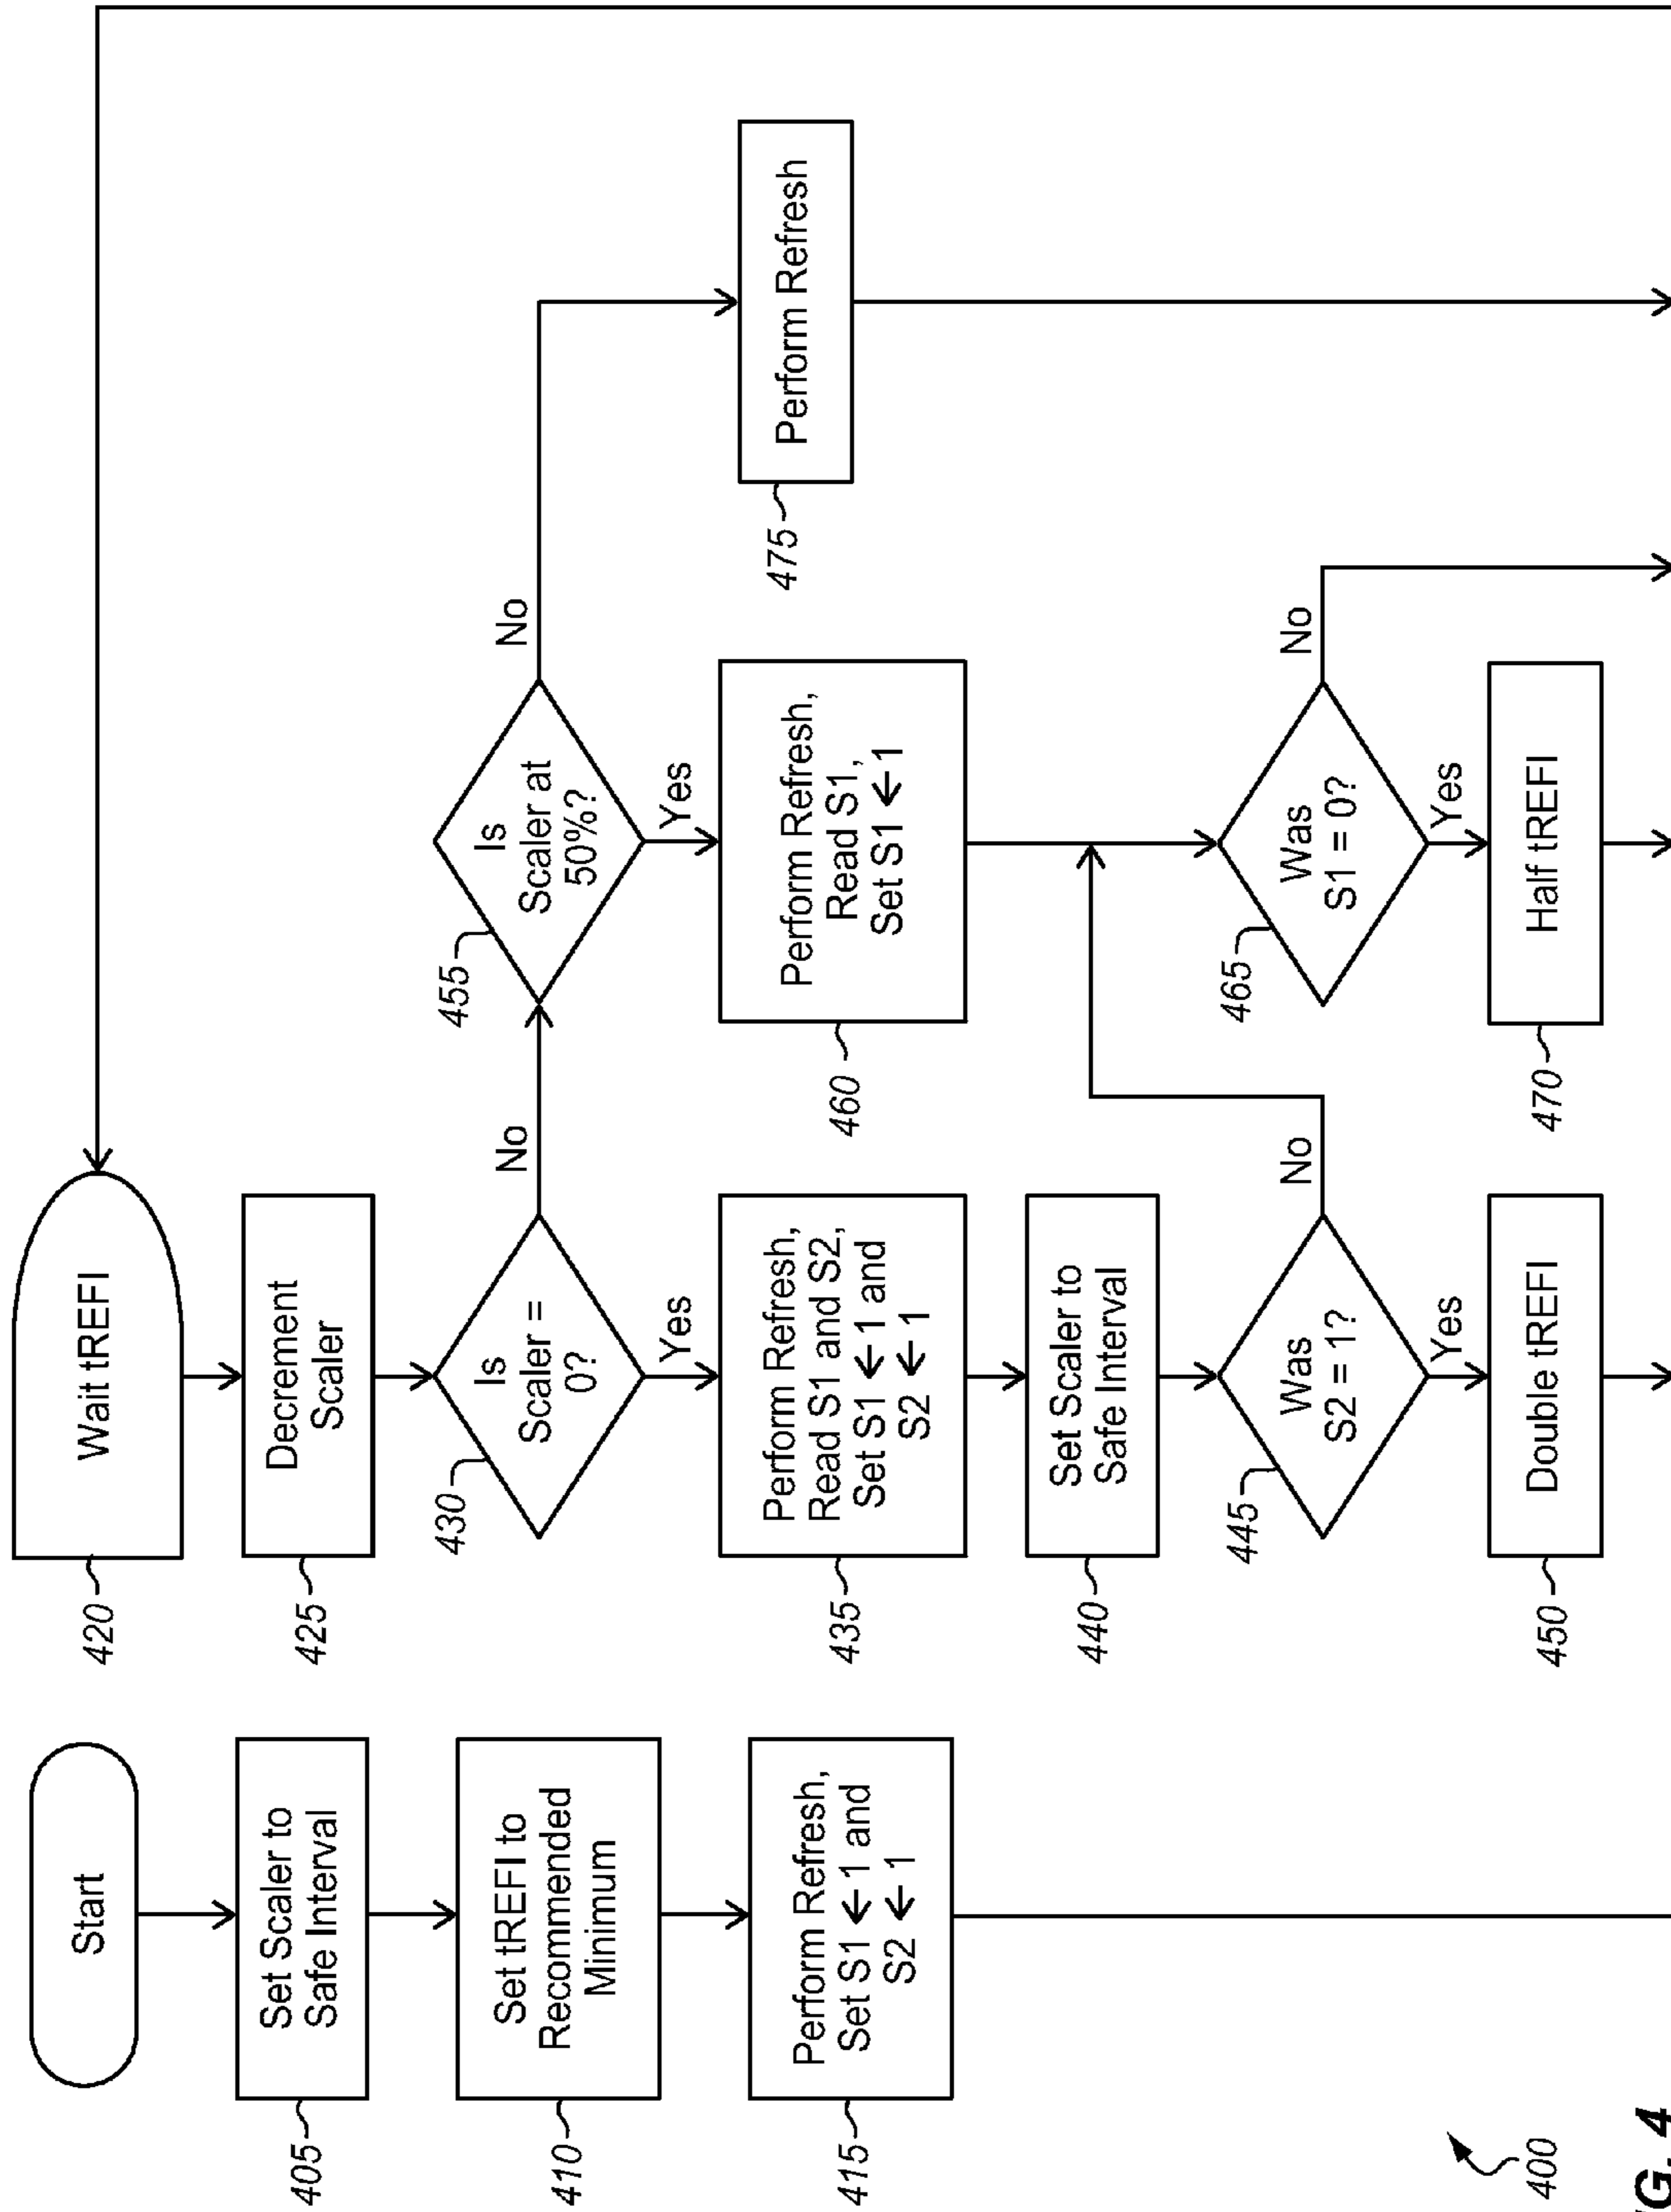 Start
405
Set Scaler to
Safe Interval
410
Set tREFI to
Recommended
Minimum
415
Perform Refresh,
Set S1 ← 1 and
S2 ← 1
420
Wait tREFI
425
Decrement
Scaler
430
Is
Scaler =
0?
No
Yes
435
Perform Refresh,
Read S1 and S2,
Set S1 ← 1 and
S2 ← 1
440
Set Scaler to
Safe Interval
445
Was
S2 = 1?
No
Yes
450
Double tREFI
455
Is
Scaler at
50%?
No
Yes
460
Perform Refresh,
Read S1,
Set S1 ← 1
465
Was
S1 = 0?
No
Yes
470
Half tREFI
475
Perform Refresh
400
G. 4